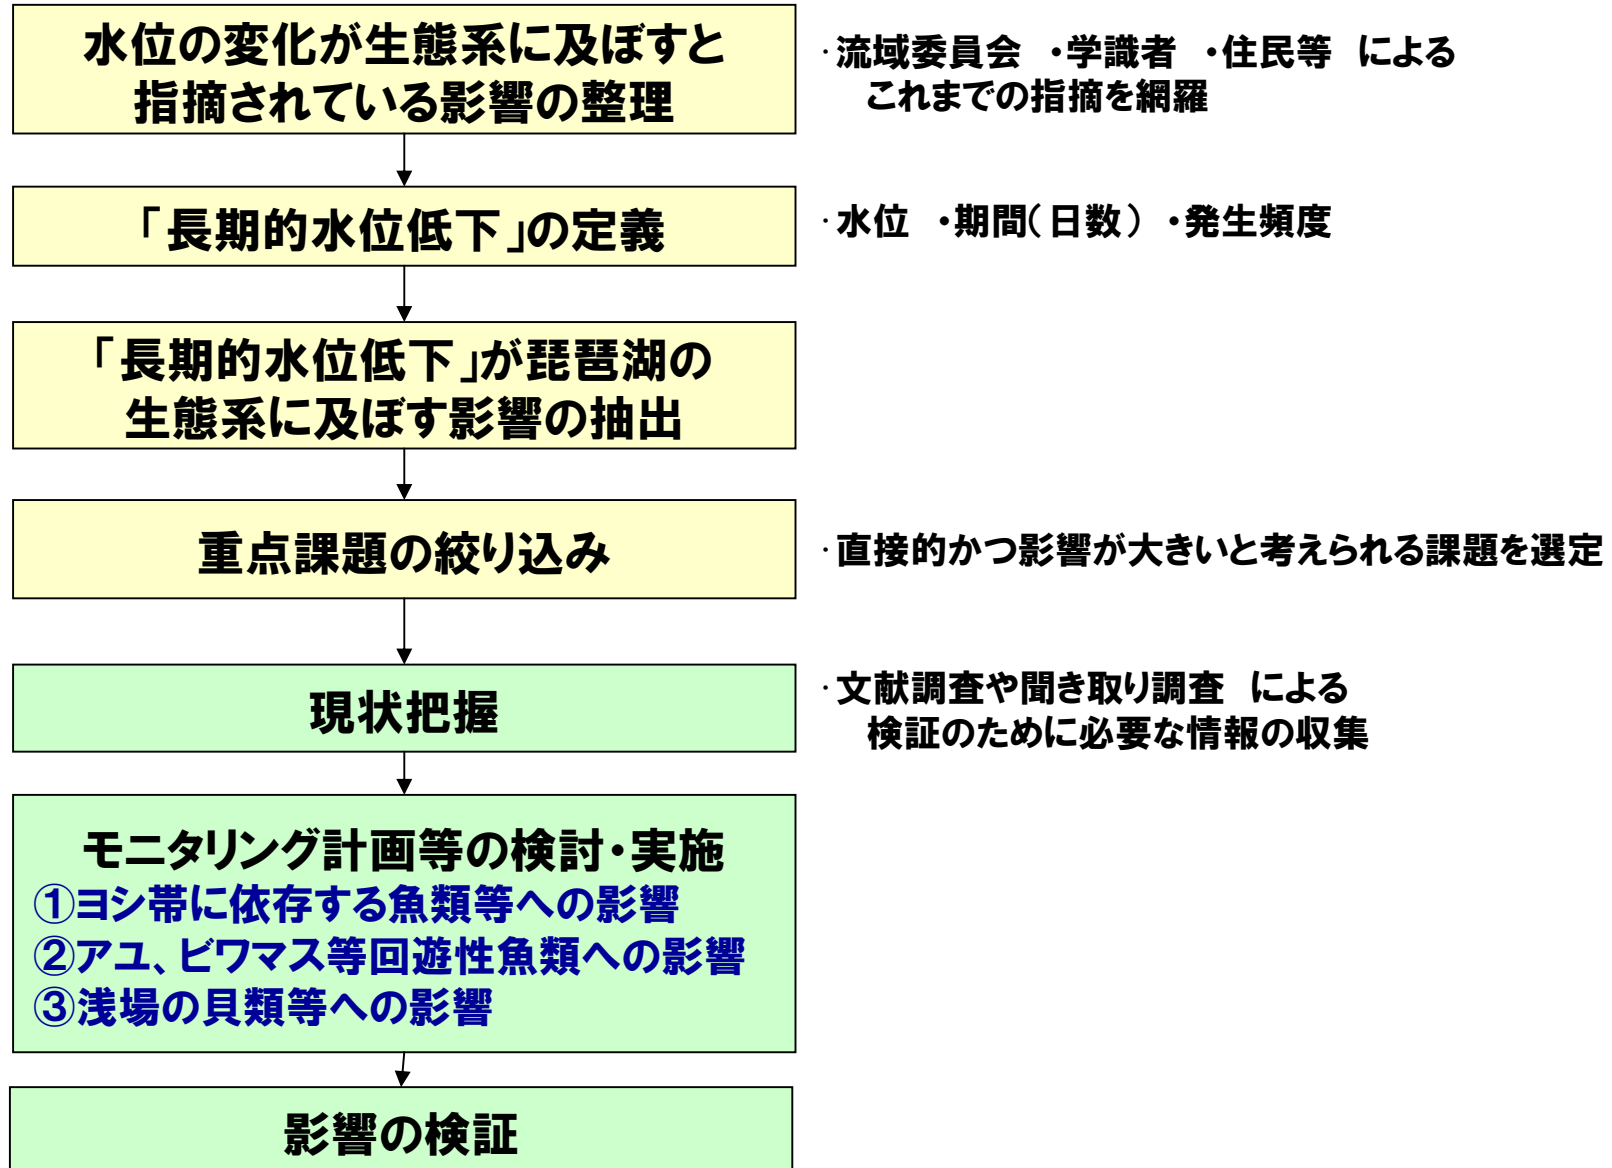 水位の変化が生態系に及ぼすと
指摘されている影響の整理
・流域委員会 ・学識者 ・住民等 による
これまでの指摘を網羅
「長期的水位低下」の定義
・水位 ・期間(日数) ・発生頻度
「長期的水位低下」が琵琶湖の
生態系に及ぼす影響の抽出
重点課題の絞り込み
・直接的かつ影響が大きいと考えられる課題を選定
現状把握
・文献調査や聞き取り調査 による
検証のために必要な情報の収集
モニタリング計画等の検討・実施
①ヨシ帯に依存する魚類等への影響
②アユ、ビワマス等回遊性魚類への影響
③浅場の貝類等への影響
影響の検証